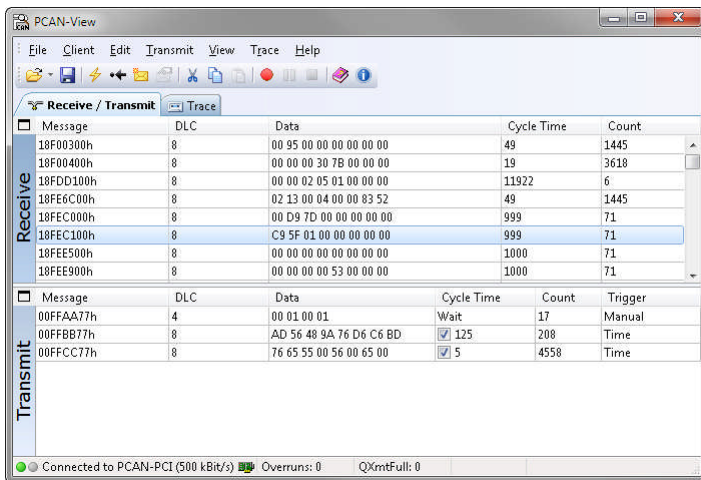 PCAN-View
File Client Edit Transmit View Trace Help
Receive / Transmit Trace
Message DLC Data Cycle Time Count
18F00300h 8 00 95 00 00 00 00 00 00 49 1445
18F00400h 8 00 00 00 30 7B 00 00 00 19 3618
18FDD100h 8 00 00 02 05 01 00 00 00 11922 6
18FE6C00h 8 02 13 00 04 00 00 83 52 49 1445
18FEC000h 8 00 D9 7D 00 00 00 00 00 999 71
18FEC100h 8 C9 5F 01 00 00 00 00 00 999 71
18FEE500h 8 00 00 00 00 00 00 00 00 1000 71
18FEE900h 8 00 00 00 00 53 00 00 00 1000 71
Receive
Message DLC Data Cycle Time Count Trigger
00FFAA77h 4 00 01 00 01 Wait 17 Manual
00FFBB77h 8 AD 56 48 9A 76 D6 C6 BD 125 208 Time
00FFCC77h 8 76 65 55 00 56 00 65 00 5 4558 Time
Transmit
Connected to PCAN-PCI (500 kBit/s) Overruns: 0 QXmtFull: 0